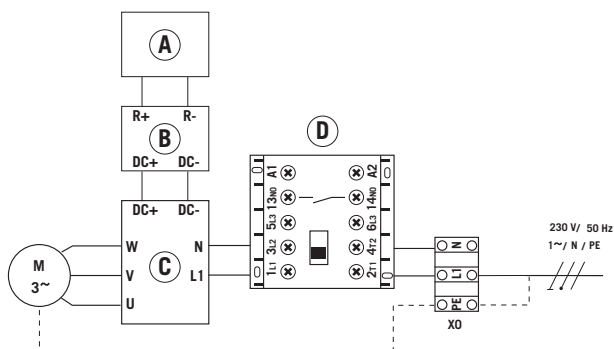 A
R+ R-
B
DC+ DC-
DC+ DC-
W N
C
V L1
U
M
3~
D
A1 A2
13NO 14NO
5L3 6L3
3L2 4T2
1L1 2T1
N
L1
PE
X0
230 V/ 50 Hz
1~/ N / PE